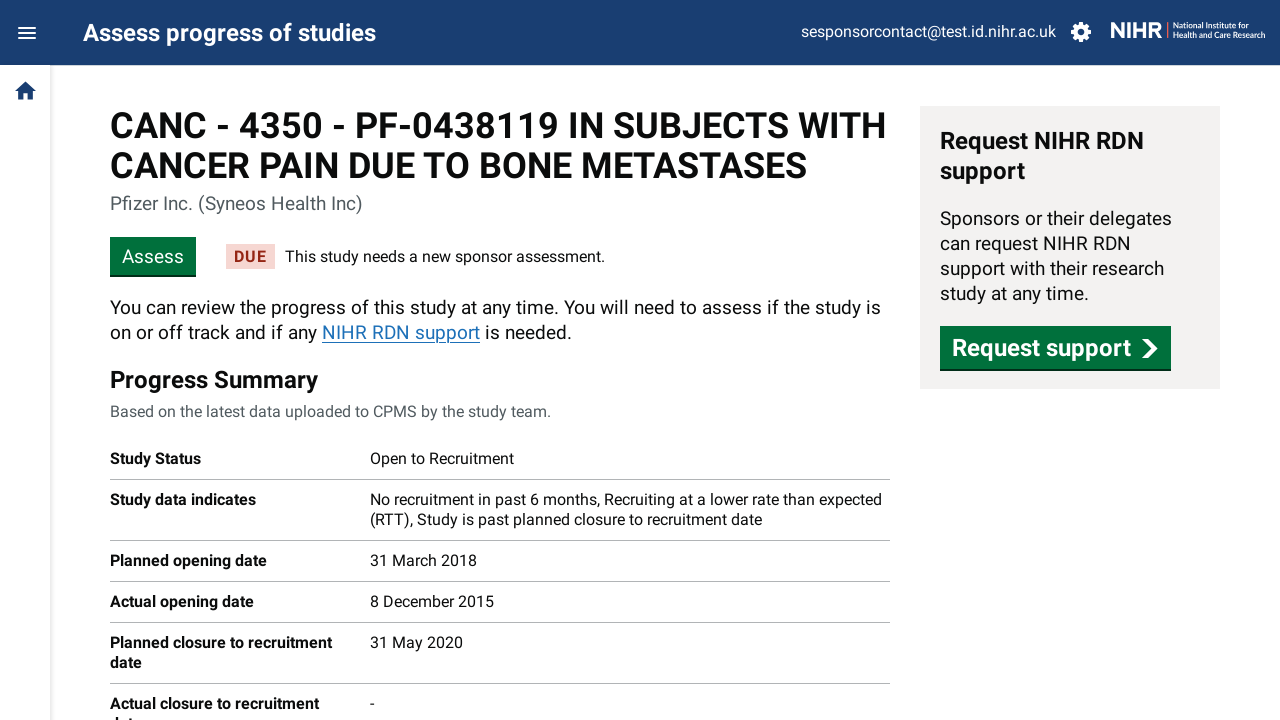 Assess progress of studies
sesponsorcontact@test.id.nihr.ac.uk
NIHR | National Institute for
Health and Care Research
CANC - 4350 - PF-0438119 IN SUBJECTS WITH
CANCER PAIN DUE TO BONE METASTASES
Pfizer Inc. (Syneos Health Inc)
Assess
DUE
This study needs a new sponsor assessment.
You can review the progress of this study at any time. You will need to assess if the study is
on or off track and if any NIHR RDN support is needed.
Progress Summary
Based on the latest data uploaded to CPMS by the study team.
Study Status
Open to Recruitment
Study data indicates
No recruitment in past 6 months, Recruiting at a lower rate than expected
(RTT), Study is past planned closure to recruitment date
Planned opening date
31 March 2018
Actual opening date
8 December 2015
Planned closure to recruitment
date
31 May 2020
Actual closure to recruitment
-
Request NIHR RDN
support
Sponsors or their delegates
can request NIHR RDN
support with their research
study at any time.
Request support